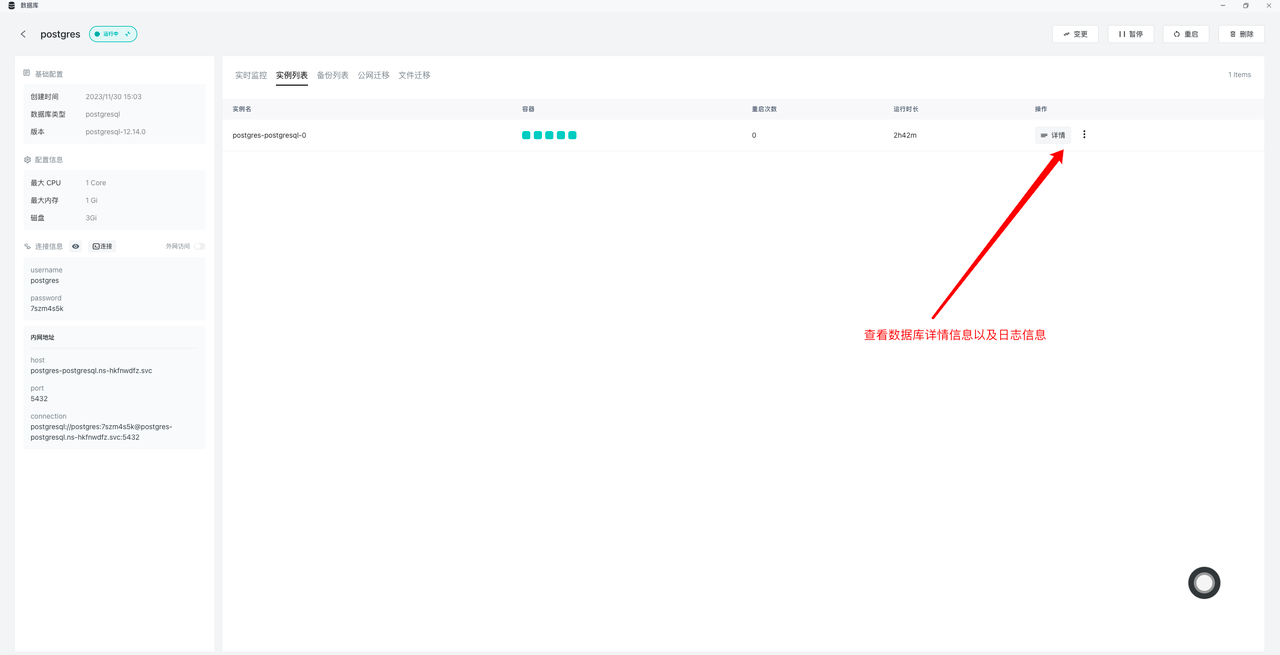 数据库
postgres
运行中
变更
暂停
重启
删除
基础配置
创建时间 2023/11/30 15:03
数据库类型 postgresql
版本 postgresql-12.14.0
配置信息
最大 CPU 1 Core
最大内存 1 Gi
磁盘 3Gi
连接信息 连接 外网访问
username
postgres
password
7szm4s5k
内网地址
host
postgres-postgresql.ns-hkfnwdfz.svc
port
5432
connection
postgresql://postgres:7szm4s5k@postgres-
postgresql.ns-hkfnwdfz.svc:5432
实时监控 实例列表 备份列表 公网迁移 文件迁移 1 Items
实例名 容器 重启次数 运行时长 操作
postgres-postgresql-0 0 2h42m 详情
查看数据库详情信息以及日志信息